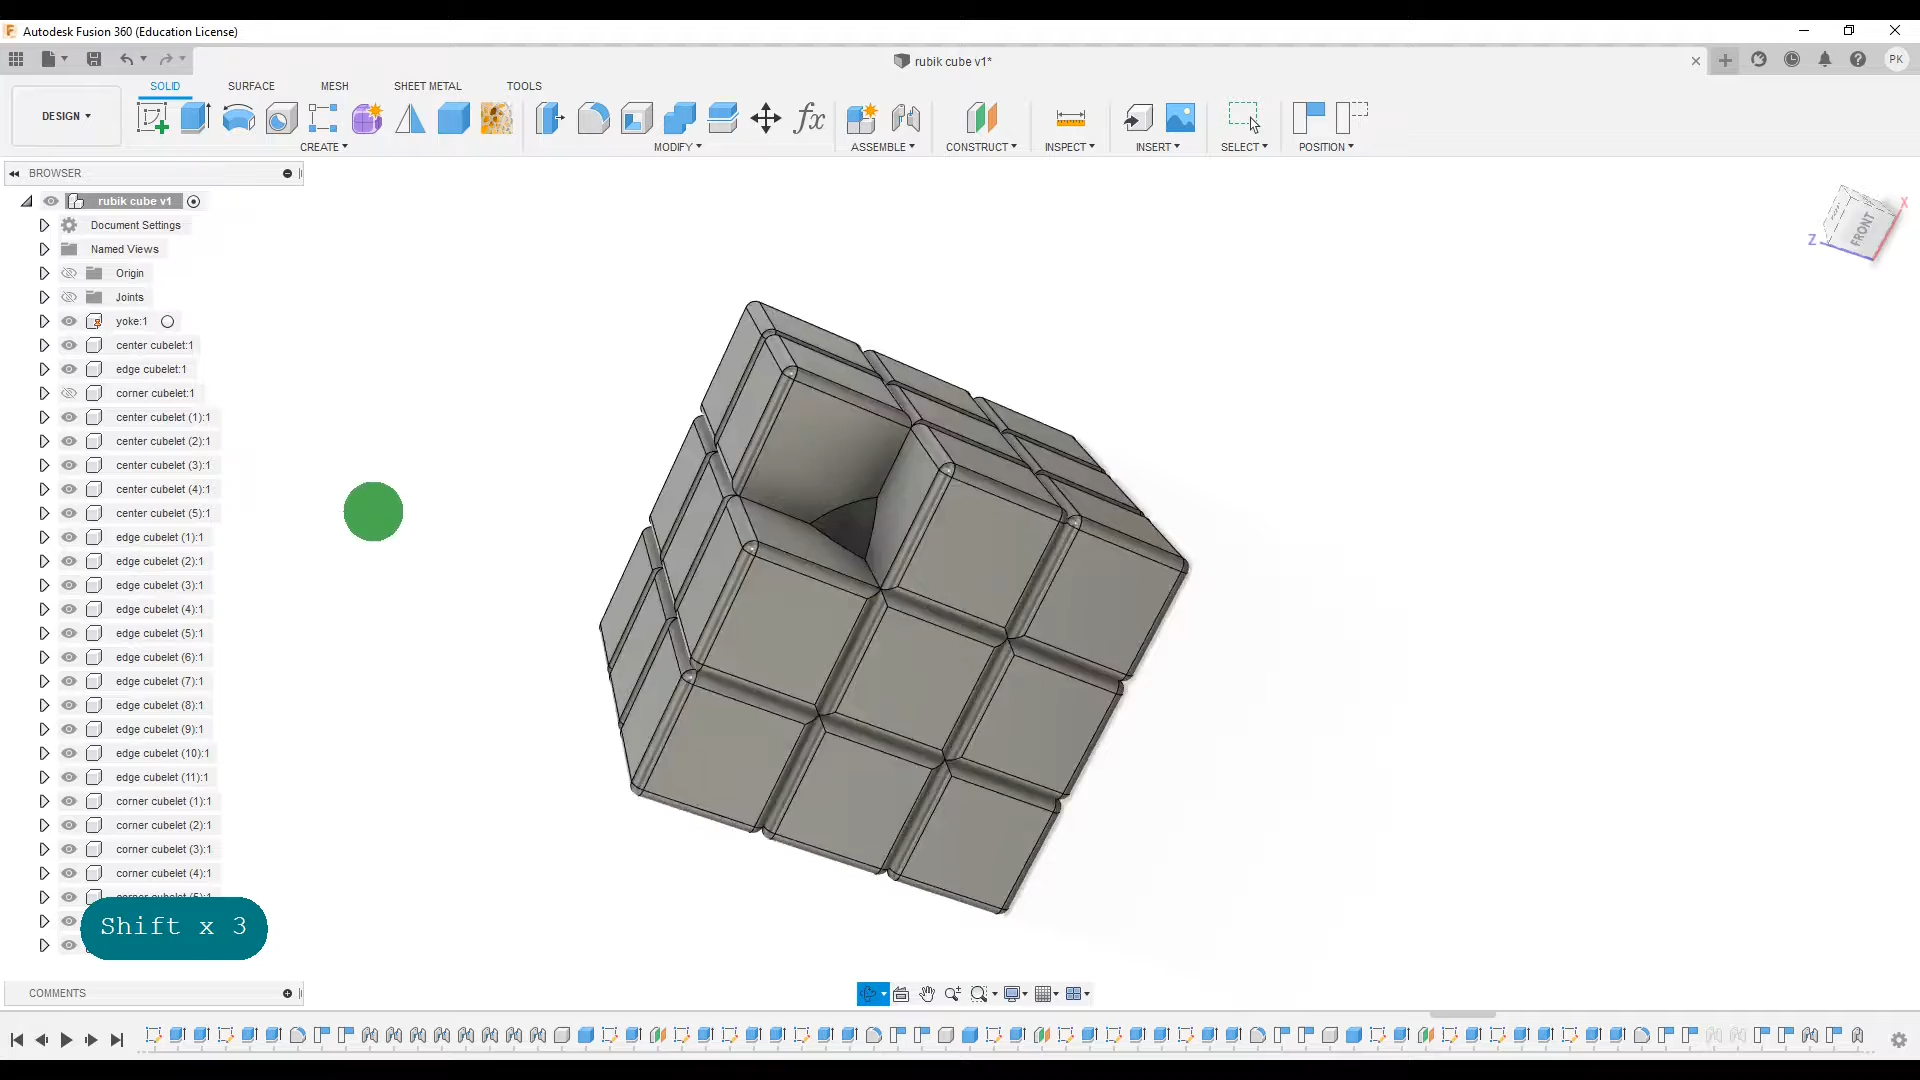 Autodesk Fusion 360 (Education License)
rubik cube v1*
PK
SOLID SURFACE MESH SHEET METAL TOOLS
DESIGN
fx
CREATE MODIFY ASSEMBLE CONSTRUCT INSPECT INSERT SELECT POSITION
BROWSER
rubik cube v1
Document Settings
Named Views
Origin
Joints
yoke:1
center cubelet:1
edge cubelet:1
corner cubelet:1
center cubelet (1):1
center cubelet (2):1
center cubelet (3):1
center cubelet (4):1
center cubelet (5):1
edge cubelet (1):1
edge cubelet (2):1
edge cubelet (3):1
edge cubelet (4):1
edge cubelet (5):1
edge cubelet (6):1
edge cubelet (7):1
edge cubelet (8):1
edge cubelet (9):1
edge cubelet (10):1
edge cubelet (11):1
corner cubelet (1):1
corner cubelet (2):1
corner cubelet (3):1
corner cubelet (4):1
corner cubelet (5):1
Shift x 3
COMMENTS
X
Z
FRONT